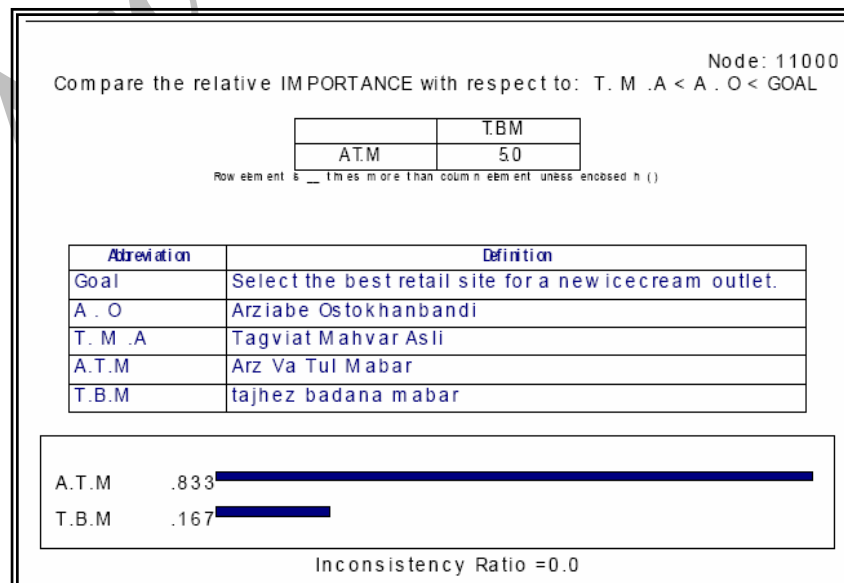 Node: 11000
Compare the relative IMPORTANCE with respect to: T. M .A < A . O < GOAL
T.BM
AT.M 5.0
Row element is __ times more than column element unless enclosed in ()
Abbreviation Definition
Goal Select the best retail site for a new icecream outlet.
A . O Arziabe Ostokhanbandi
T. M .A Tagviat Mahvar Asli
A.T.M Arz Va Tul Mabar
T.B.M tajhez badana mabar
A.T.M .833
T.B.M .167
Inconsistency Ratio =0.0